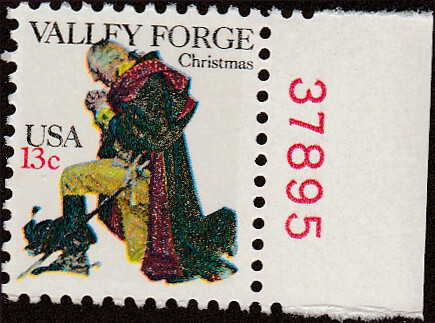 VALLEY FORGE
Christmas
USA
13c
37895